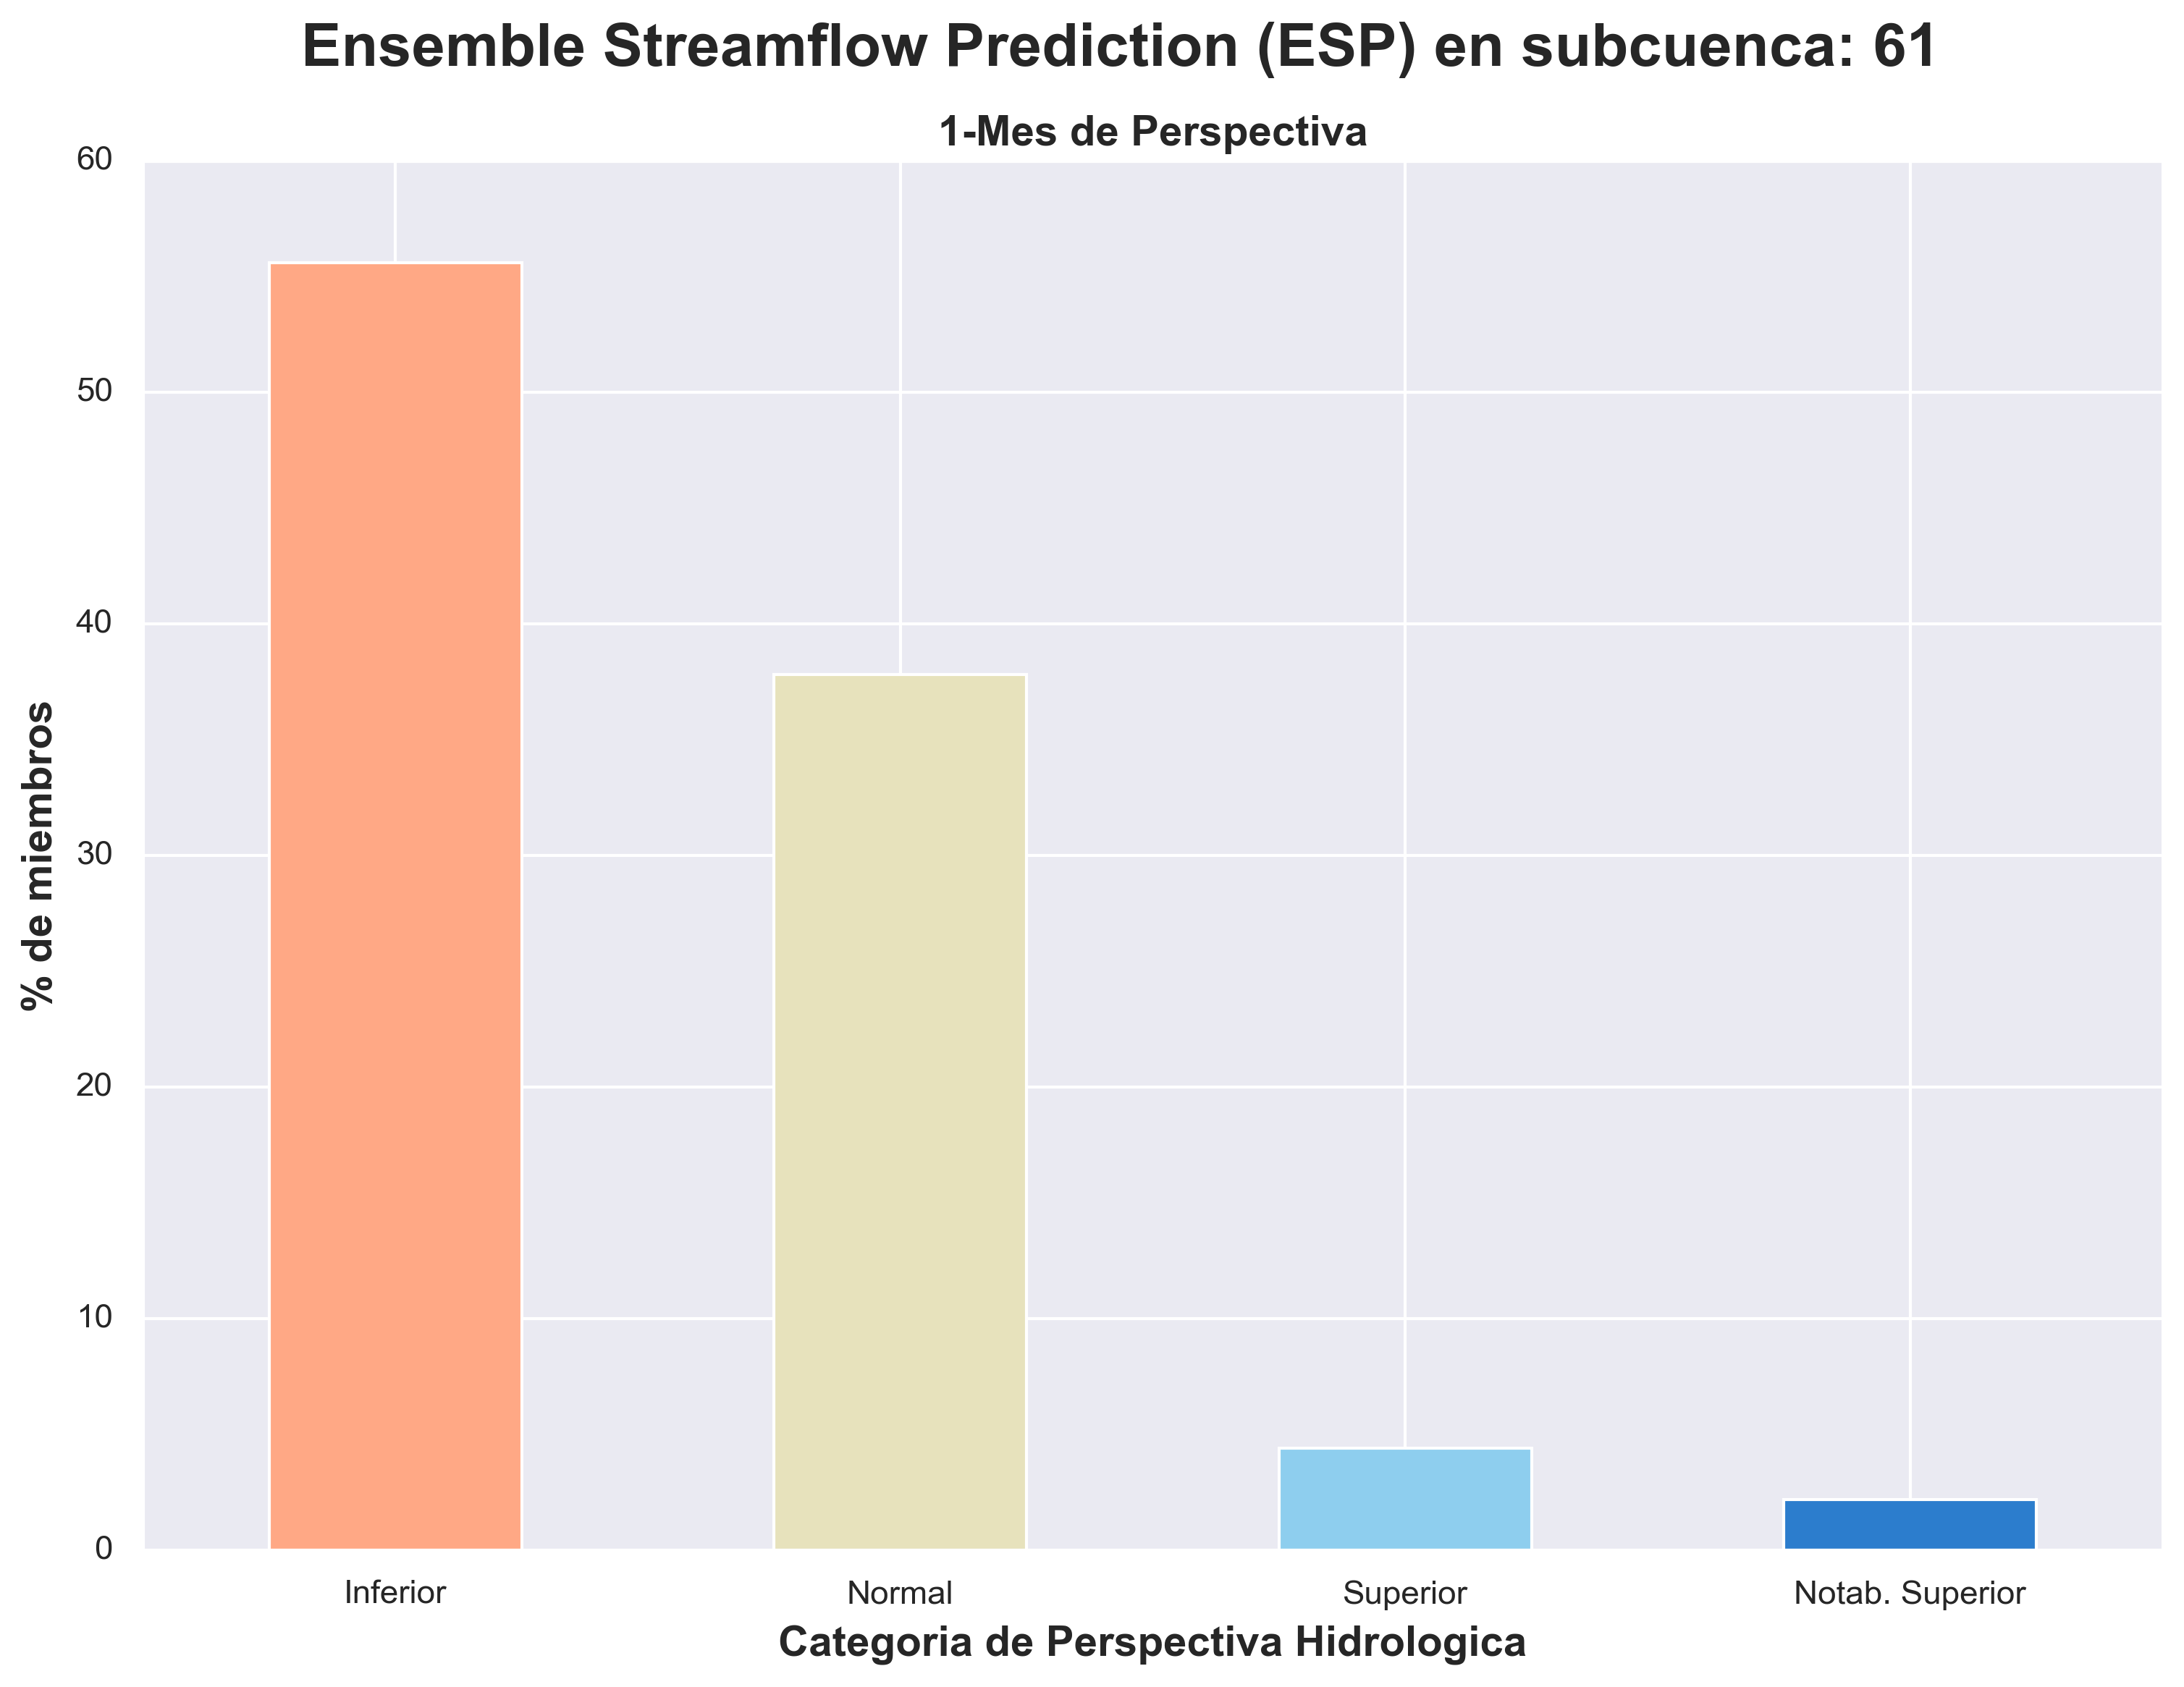 Ensemble Streamflow Prediction (ESP) en subcuenca: 61
1-Mes de Perspectiva
60
50
40
30
20
10
0
% de miembros
Inferior
Normal
Superior
Notab. Superior
Categoria de Perspectiva Hidrologica